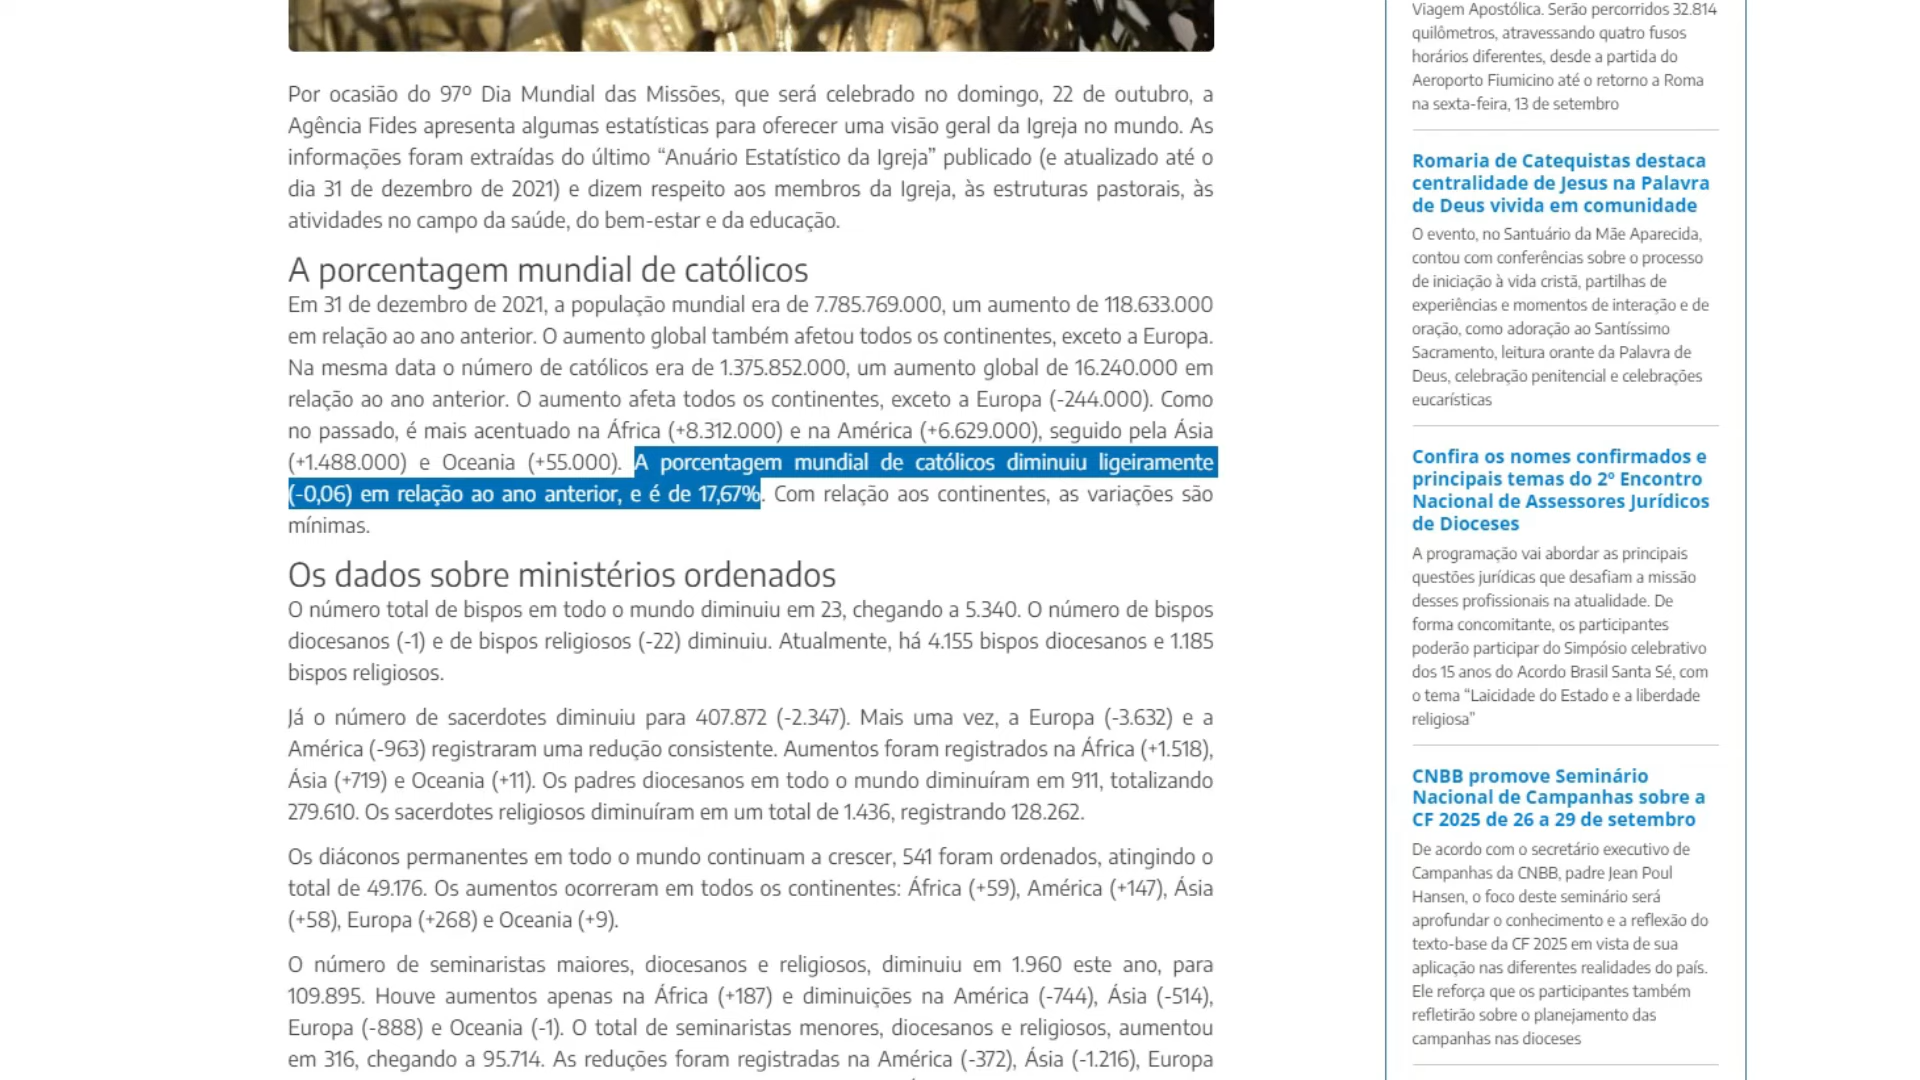 Por ocasião do 97º Dia Mundial das Missões, que será celebrado no domingo, 22 de outubro, a
Agência Fides apresenta algumas estatísticas para oferecer uma visão geral da Igreja no mundo. As
informações foram extraídas do último “Anuário Estatístico da Igreja” publicado (e atualizado até o
dia 31 de dezembro de 2021) e dizem respeito aos membros da Igreja, às estruturas pastorais, às
atividades no campo da saúde, do bem-estar e da educação.
A porcentagem mundial de católicos
Em 31 de dezembro de 2021, a população mundial era de 7.785.769.000, um aumento de 118.633.000
em relação ao ano anterior. O aumento global também afetou todos os continentes, exceto a Europa.
Na mesma data o número de católicos era de 1.375.852.000, um aumento global de 16.240.000 em
relação ao ano anterior. O aumento afeta todos os continentes, exceto a Europa (-244.000). Como
no passado, é mais acentuado na África (+8.312.000) e na América (+6.629.000), seguido pela Ásia
(+1.488.000) e Oceania (+55.000). A porcentagem mundial de católicos diminuiu ligeiramente
(-0,06) em relação ao ano anterior, e é de 17,67%. Com relação aos continentes, as variações são
mínimas.
Os dados sobre ministérios ordenados
O número total de bispos em todo o mundo diminuiu em 23, chegando a 5.340. O número de bispos
diocesanos (-1) e de bispos religiosos (-22) diminuiu. Atualmente, há 4.155 bispos diocesanos e 1.185
bispos religiosos.
Já o número de sacerdotes diminuiu para 407.872 (-2.347). Mais uma vez, a Europa (-3.632) e a
América (-963) registraram uma redução consistente. Aumentos foram registrados na África (+1.518),
Ásia (+719) e Oceania (+11). Os padres diocesanos em todo o mundo diminuíram em 911, totalizando
279.610. Os sacerdotes religiosos diminuíram em um total de 1.436, registrando 128.262.
Os diáconos permanentes em todo o mundo continuam a crescer, 541 foram ordenados, atingindo o
total de 49.176. Os aumentos ocorreram em todos os continentes: África (+59), América (+147), Ásia
(+58), Europa (+268) e Oceania (+9).
O número de seminaristas maiores, diocesanos e religiosos, diminuiu em 1.960 este ano, para
109.895. Houve aumentos apenas na África (+187) e diminuições na América (-744), Ásia (-514),
Europa (-888) e Oceania (-1). O total de seminaristas menores, diocesanos e religiosos, aumentou
em 316, chegando a 95.714. As reduções foram registradas na América (-372), Ásia (-1.216), Europa
Viagem Apostólica. Serão percorridos 32.814
quilômetros, atravessando quatro fusos
horários diferentes, desde a partida do
Aeroporto Fiumicino até o retorno a Roma
na sexta-feira, 13 de setembro
Romaria de Catequistas destaca
centralidade de Jesus na Palavra
de Deus vivida em comunidade
O evento, no Santuário da Mãe Aparecida,
contou com conferências sobre o processo
de iniciação à vida cristã, partilhas de
experiências e momentos de interação e de
oração, como adoração ao Santíssimo
Sacramento, leitura orante da Palavra de
Deus, celebração penitencial e celebrações
eucarísticas
Confira os nomes confirmados e
principais temas do 2º Encontro
Nacional de Assessores Jurídicos
de Dioceses
A programação vai abordar as principais
questões jurídicas que desafiam a missão
desses profissionais na atualidade. De
forma concomitante, os participantes
poderão participar do Simpósio celebrativo
dos 15 anos do Acordo Brasil Santa Sé, com
o tema “Laicidade do Estado e a liberdade
religiosa”
CNBB promove Seminário
Nacional de Campanhas sobre a
CF 2025 de 26 a 29 de setembro
De acordo com o secretário executivo de
Campanhas da CNBB, padre Jean Poul
Hansen, o foco deste seminário será
aprofundar o conhecimento e a reflexão do
texto-base da CF 2025 em vista de sua
aplicação nas diferentes realidades do país.
Ele reforça que os participantes também
refletirão sobre o planejamento das
campanhas nas dioceses